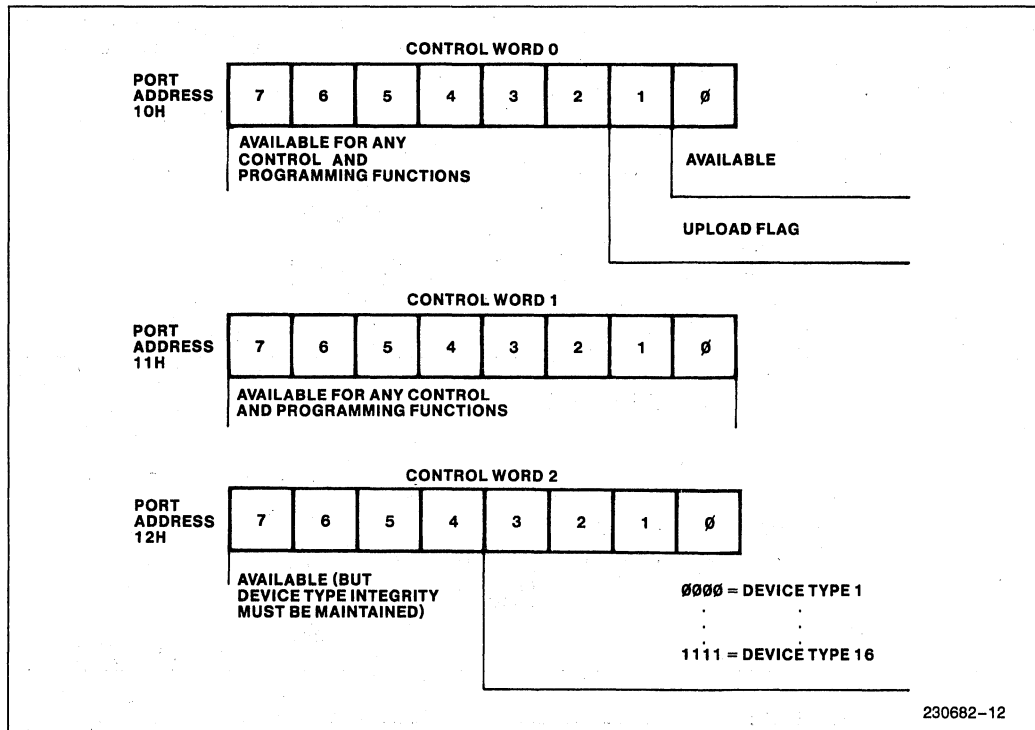 CONTROL WORD 0
PORT
ADDRESS
10H
7 6 5 4 3 2 1 Ø
AVAILABLE FOR ANY
CONTROL AND
PROGRAMMING FUNCTIONS
AVAILABLE
UPLOAD FLAG
CONTROL WORD 1
PORT
ADDRESS
11H
7 6 5 4 3 2 1 Ø
AVAILABLE FOR ANY CONTROL
AND PROGRAMMING FUNCTIONS
CONTROL WORD 2
PORT
ADDRESS
12H
7 6 5 4 3 2 1 Ø
AVAILABLE (BUT
DEVICE TYPE INTEGRITY
MUST BE MAINTAINED)
ØØØØ = DEVICE TYPE 1
. .
. .
. .
1111 = DEVICE TYPE 16
230682-12